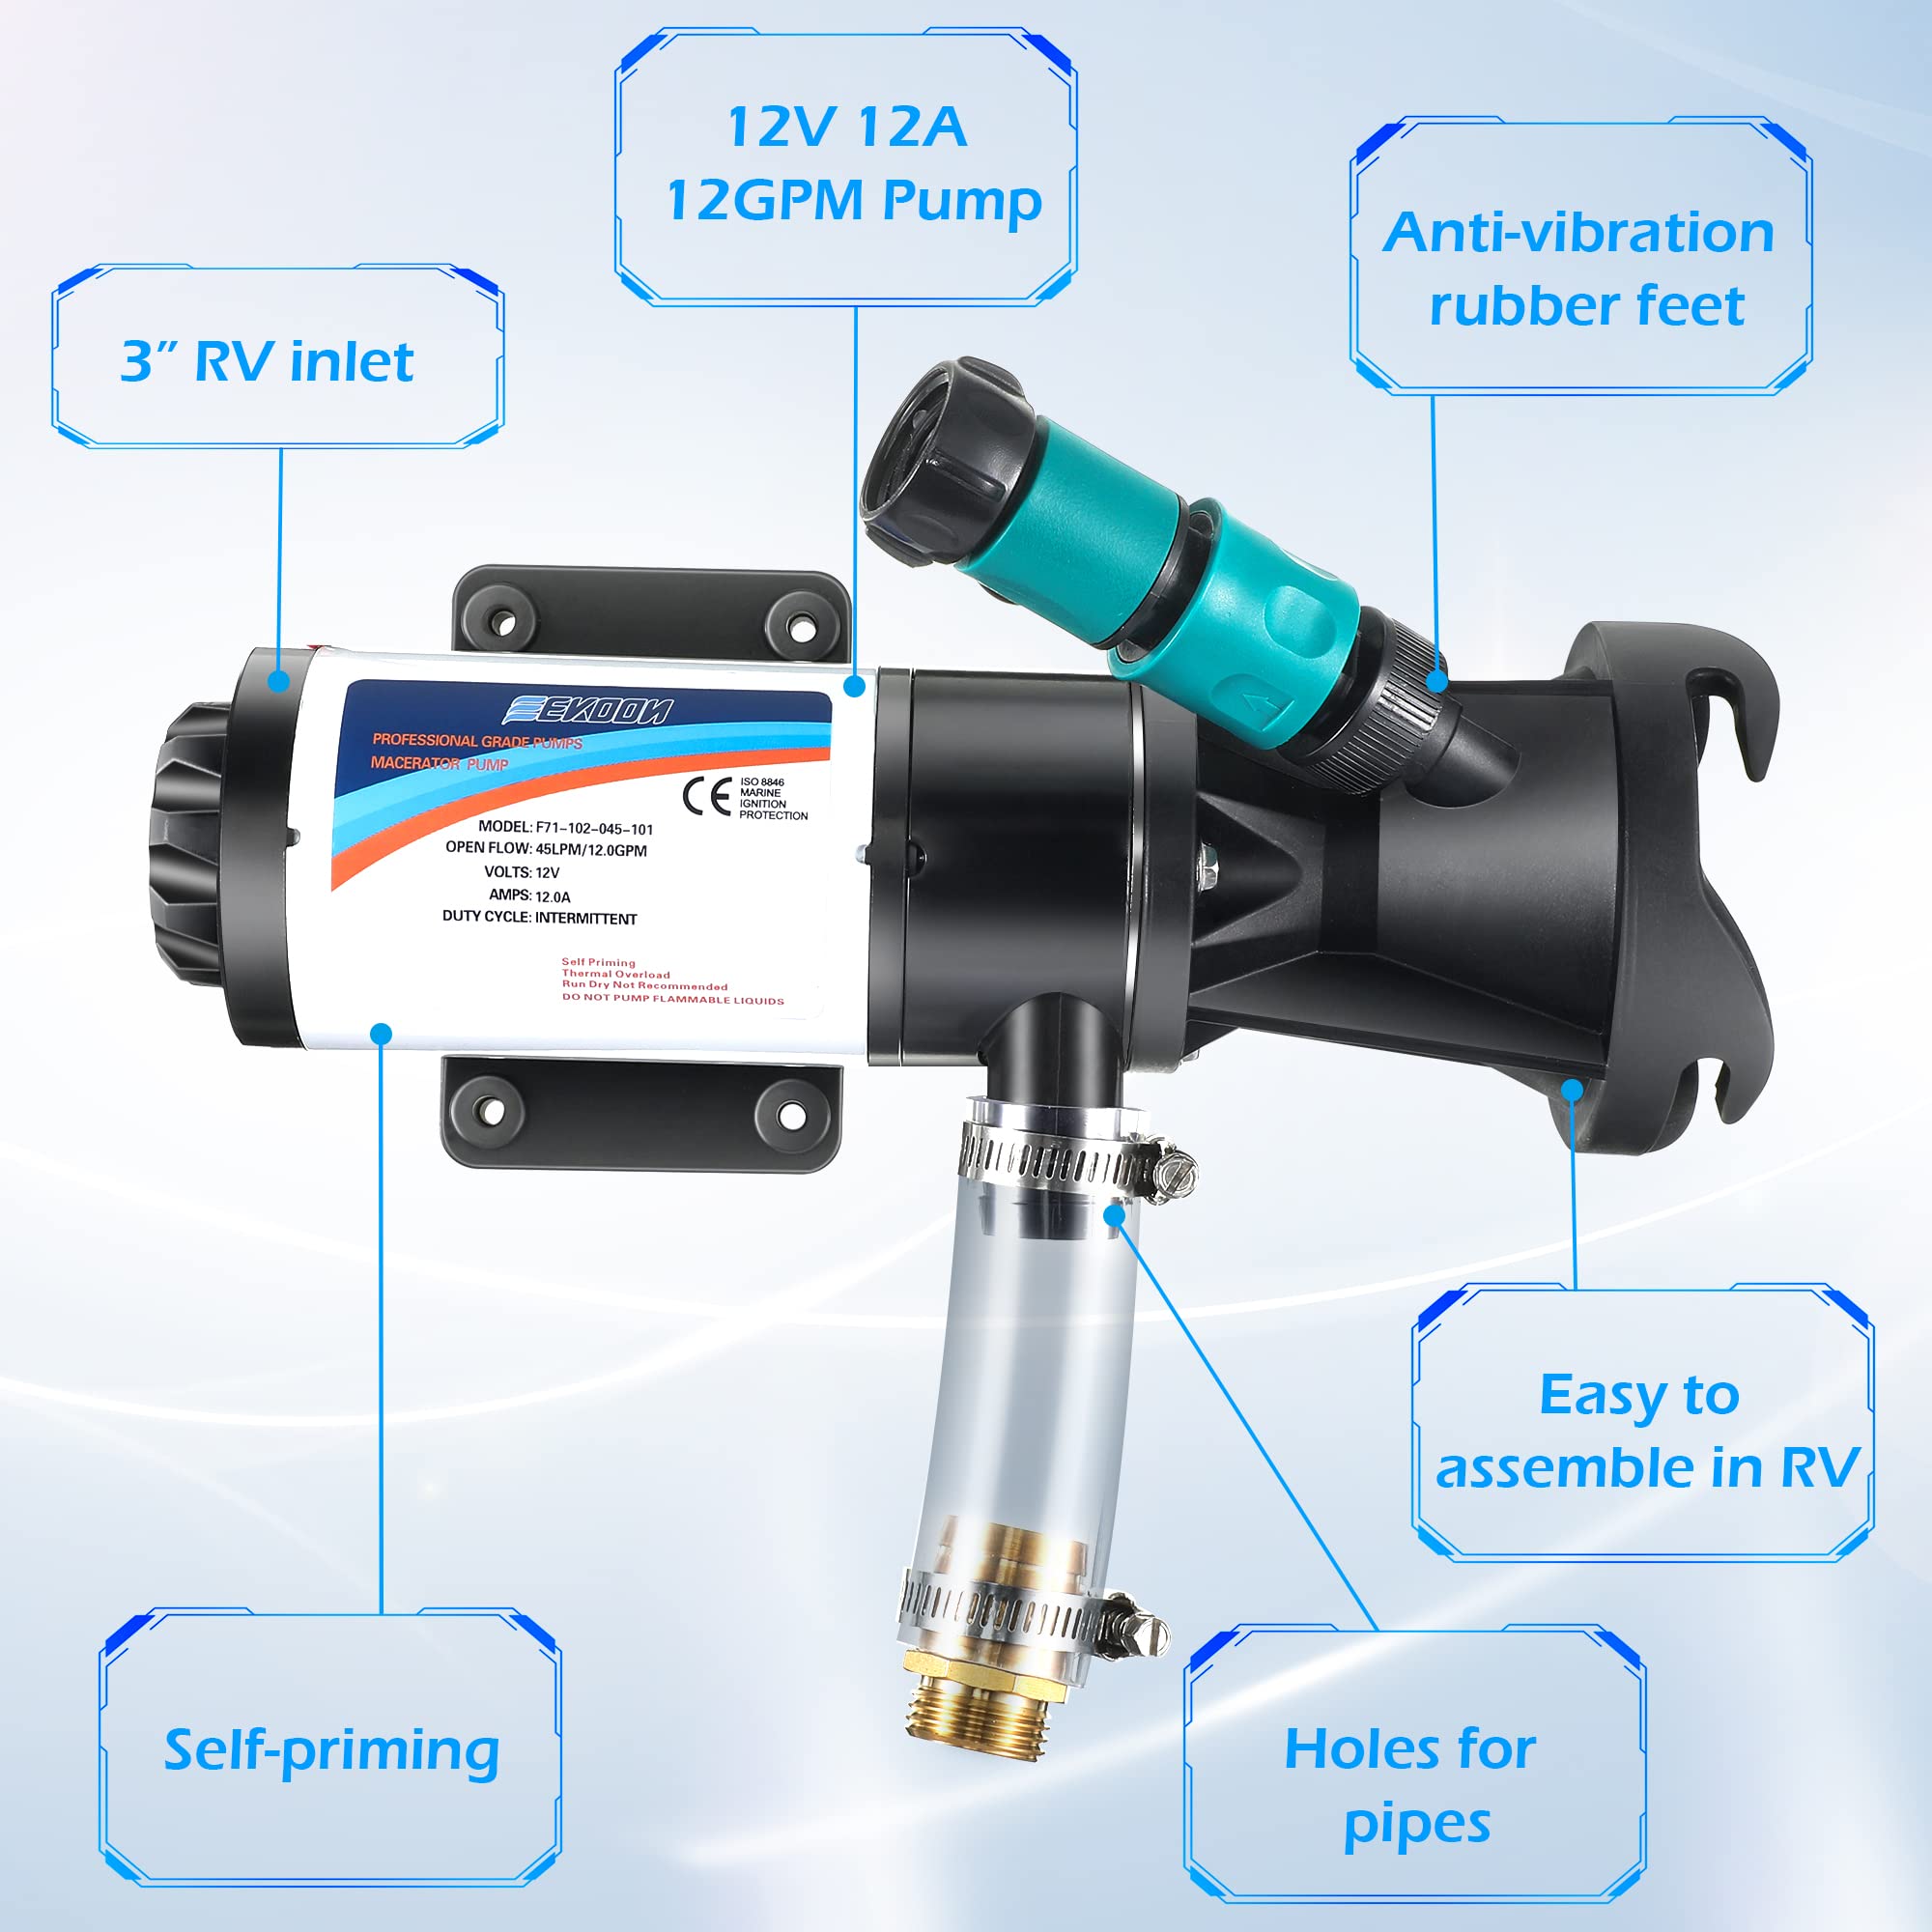 12V 12A
12GPM Pump
Anti-vibration
rubber feet
3" RV inlet
EKOON
PROFESSIONAL GRADE PUMPS
MACERATOR PUMP
CE
ISO 8846
MARINE
IGNITION
PROTECTION
MODEL: F71-102-045-101
OPEN FLOW: 45LPM/12.0GPM
VOLTS: 12V
AMPS: 12.0A
DUTY CYCLE: INTERMITTENT
Self Priming
Thermal Overload
Run Dry Not Recommended
DO NOT PUMP FLAMMABLE LIQUIDS
Easy to
assemble in RV
Self-priming
Holes for
pipes